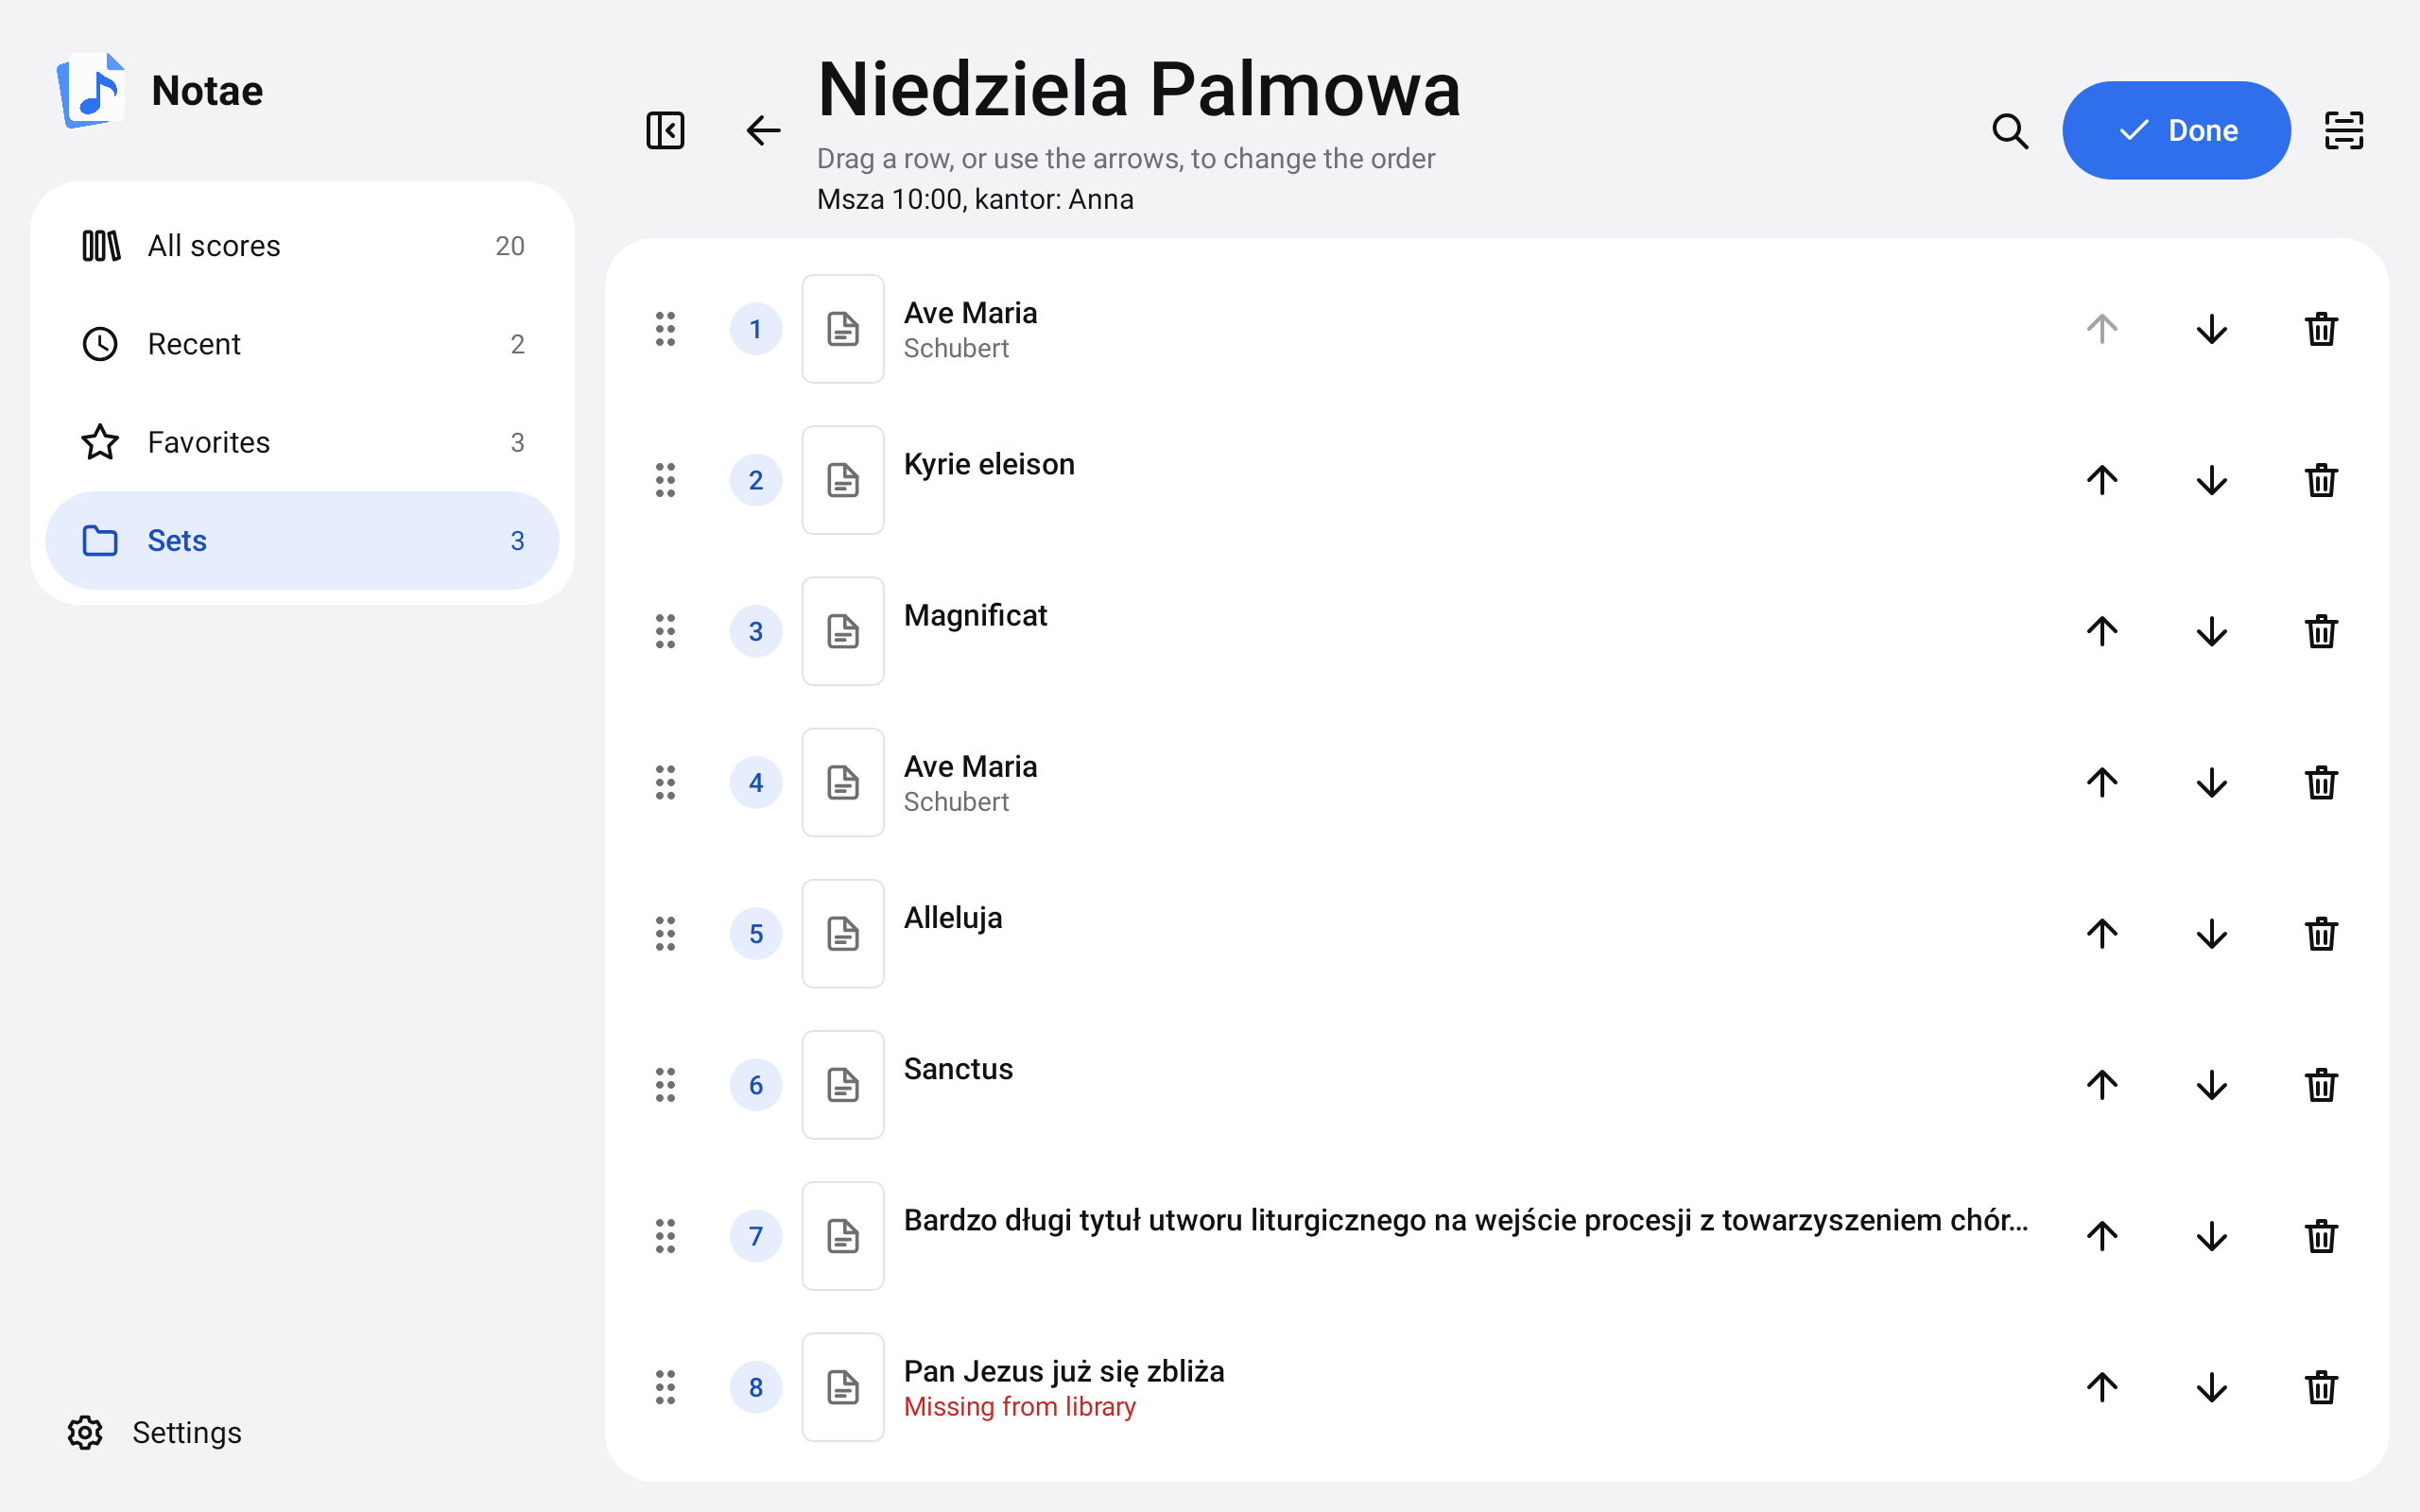 Notae
All scores 20
Recent 2
Favorites 3
Sets 3
Settings
Niedziela Palmowa
Drag a row, or use the arrows, to change the order
Msza 10:00, kantor: Anna
Done
1 Ave Maria
Schubert
2 Kyrie eleison
3 Magnificat
4 Ave Maria
Schubert
5 Alleluja
6 Sanctus
7 Bardzo długi tytuł utworu liturgicznego na wejście procesji z towarzyszeniem chór...
8 Pan Jezus już się zbliża
Missing from library